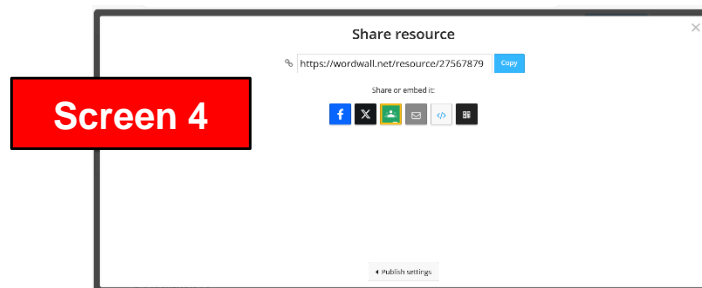 Share resource
https://wordwall.net/resource/27567879 Copy
Screen 4
Share or embed it:
Publish settings